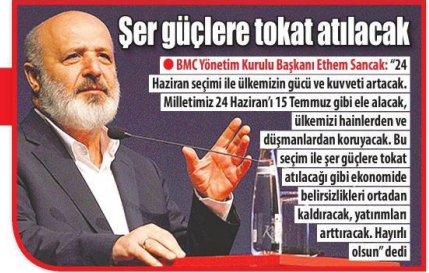 Şer güçlere tokat atılacak
● BMC Yönetim Kurulu Başkanı Ethem Sancak: “24
Haziran seçimi ile ülkemizin gücü ve kuvveti artacak.
Milletimiz 24 Haziran’ı 15 Temmuz gibi ele alacak,
ülkemizi hainlerden ve
düşmanlardan koruyacak. Bu
seçim ile şer güçlere tokat
atılacağı gibi ekonomide
belirsizlikleri ortadan
kaldıracak, yatırımları
arttıracak. Hayırlı
olsun” dedi